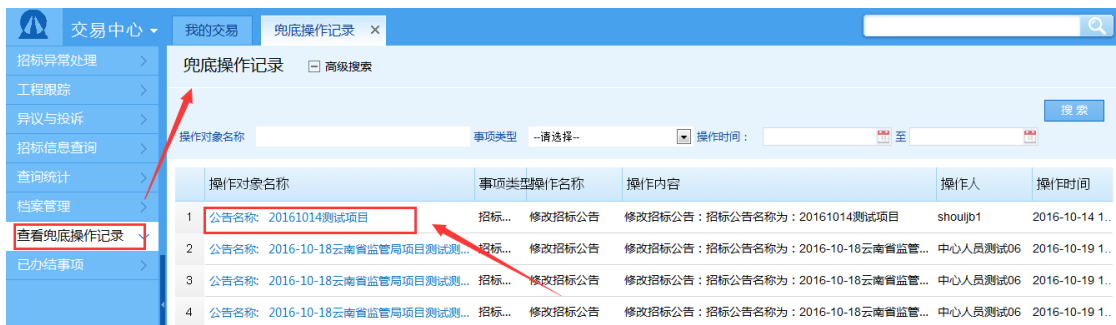 交易中心
我的交易 兜底操作记录 ×
招标异常处理
工程跟踪
异议与投诉
招标信息查询
查询统计
档案管理
查看兜底操作记录
已办结事项
兜底操作记录 高级搜索
搜索
操作对象名称 事项类型 --请选择-- 操作时间： 至
操作对象名称 事项类型 操作名称 操作内容 操作人 操作时间
1 公告名称: 20161014测试项目 招标... 修改招标公告 修改招标公告：招标公告名称为：20161014测试项目 shouljb1 2016-10-14 1..
2 公告名称: 2016-10-18云南省监管局项目测试测... 招标... 修改招标公告 修改招标公告：招标公告名称为：2016-10-18云南省监管... 中心人员测试06 2016-10-19 1..
3 公告名称: 2016-10-18云南省监管局项目测试测... 招标... 修改招标公告 修改招标公告：招标公告名称为：2016-10-18云南省监管... 中心人员测试06 2016-10-19 1..
4 公告名称: 2016-10-18云南省监管局项目测试测... 招标... 修改招标公告 修改招标公告：招标公告名称为：2016-10-18云南省监管... 中心人员测试06 2016-10-19 1..